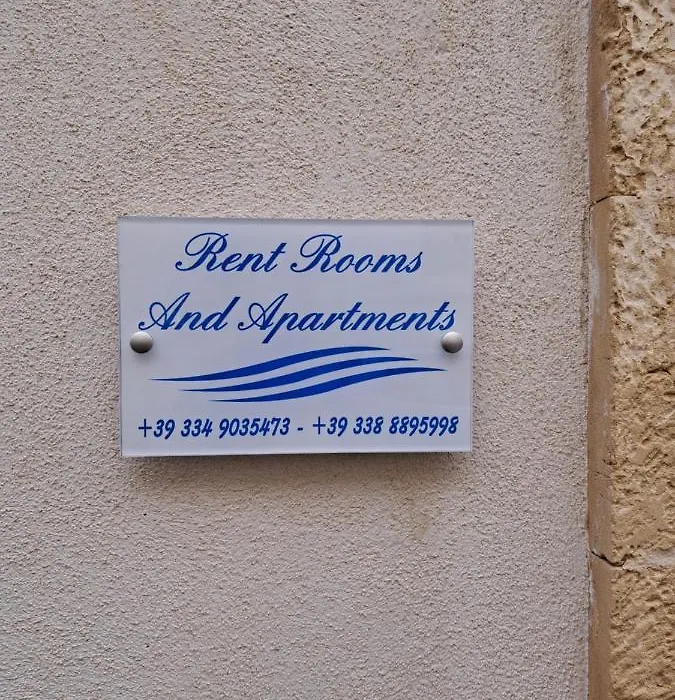 Rent Rooms
And Apartments
+39 334 9035473 - +39 338 8895998